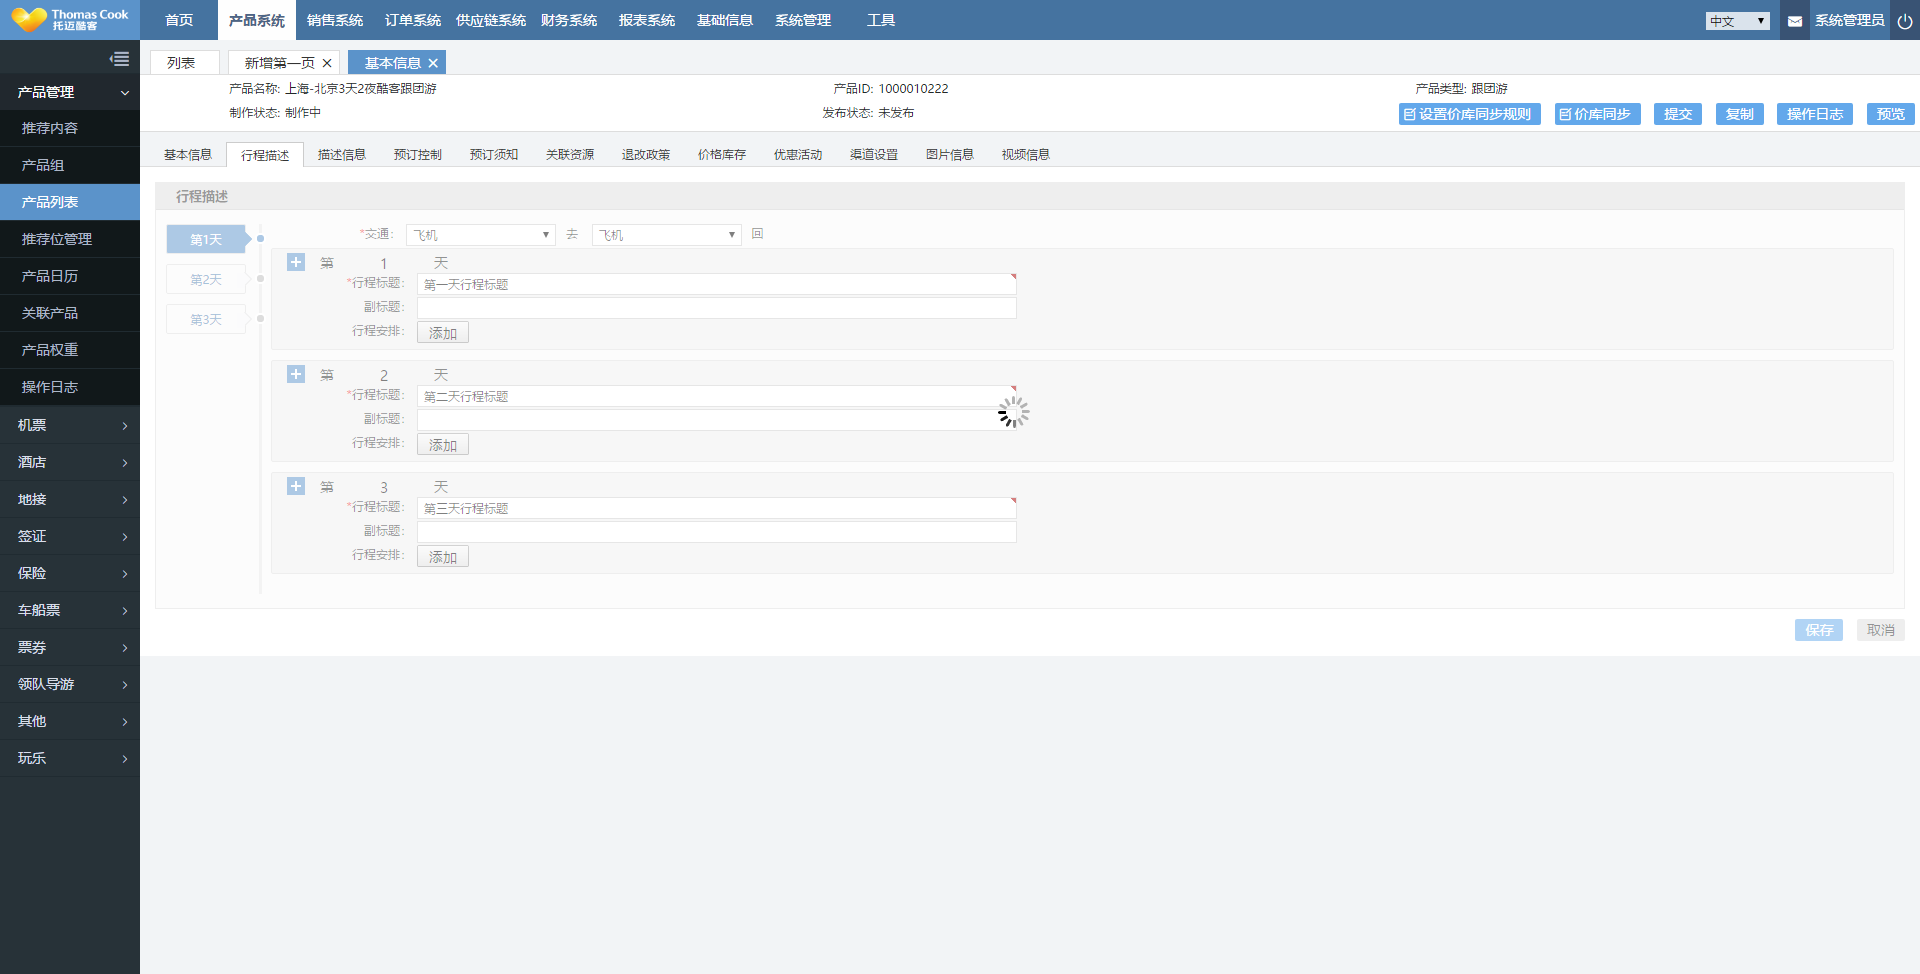 Thomas Cook
托迈酷客
首页 产品系统 销售系统 订单系统 供应链系统 财务系统 报表系统 基础信息 系统管理 工具
中文 系统管理员
列表 新增第一页 基本信息
产品名称: 上海-北京3天2夜酷客跟团游 产品ID: 1000010222 产品类型: 跟团游
制作状态: 制作中 发布状态: 未发布
设置价库同步规则 价库同步 提交 复制 操作日志 预览
基本信息 行程描述 描述信息 预订控制 预订须知 关联资源 退改政策 价格库存 优惠活动 渠道设置 图片信息 视频信息
产品管理
推荐内容
产品组
产品列表
推荐位管理
产品日历
关联产品
产品权重
操作日志
机票
酒店
地接
签证
保险
车船票
票券
领队导游
其他
玩乐
行程描述
第1天
第2天
第3天
*交通: 飞机 去 飞机 回
第 1 天
*行程标题: 第一天行程标题
副标题:
行程安排: 添加
第 2 天
*行程标题: 第二天行程标题
副标题:
行程安排: 添加
第 3 天
*行程标题: 第三天行程标题
副标题:
行程安排: 添加
保存 取消